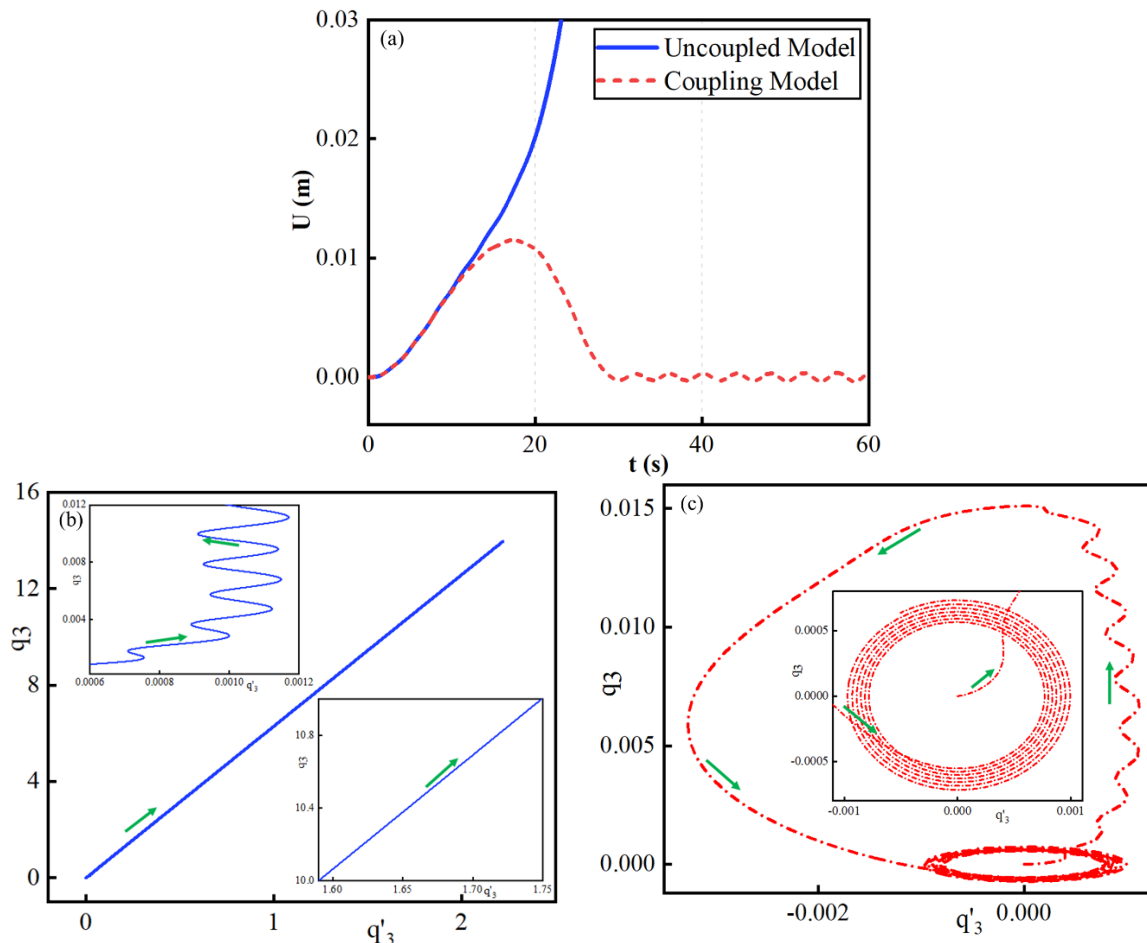 (a)
Uncoupled Model
Coupling Model
0.03
0.02
0.01
0.00
U (m)
0
20
40
60
t (s)
(b)
16
12
8
4
0
q3
0
1
2
q'3
0.012
0.008
0.004
q3
0.0006
0.0008
0.0010
0.0012
q'3
10.8
10.4
10.0
q3
1.60
1.65
1.70
1.75
q'3
(c)
0.015
0.010
0.005
0.000
q3
-0.002
0.000
q'3
0.0005
0.0000
-0.0005
q3
-0.001
0.000
0.001
q'3